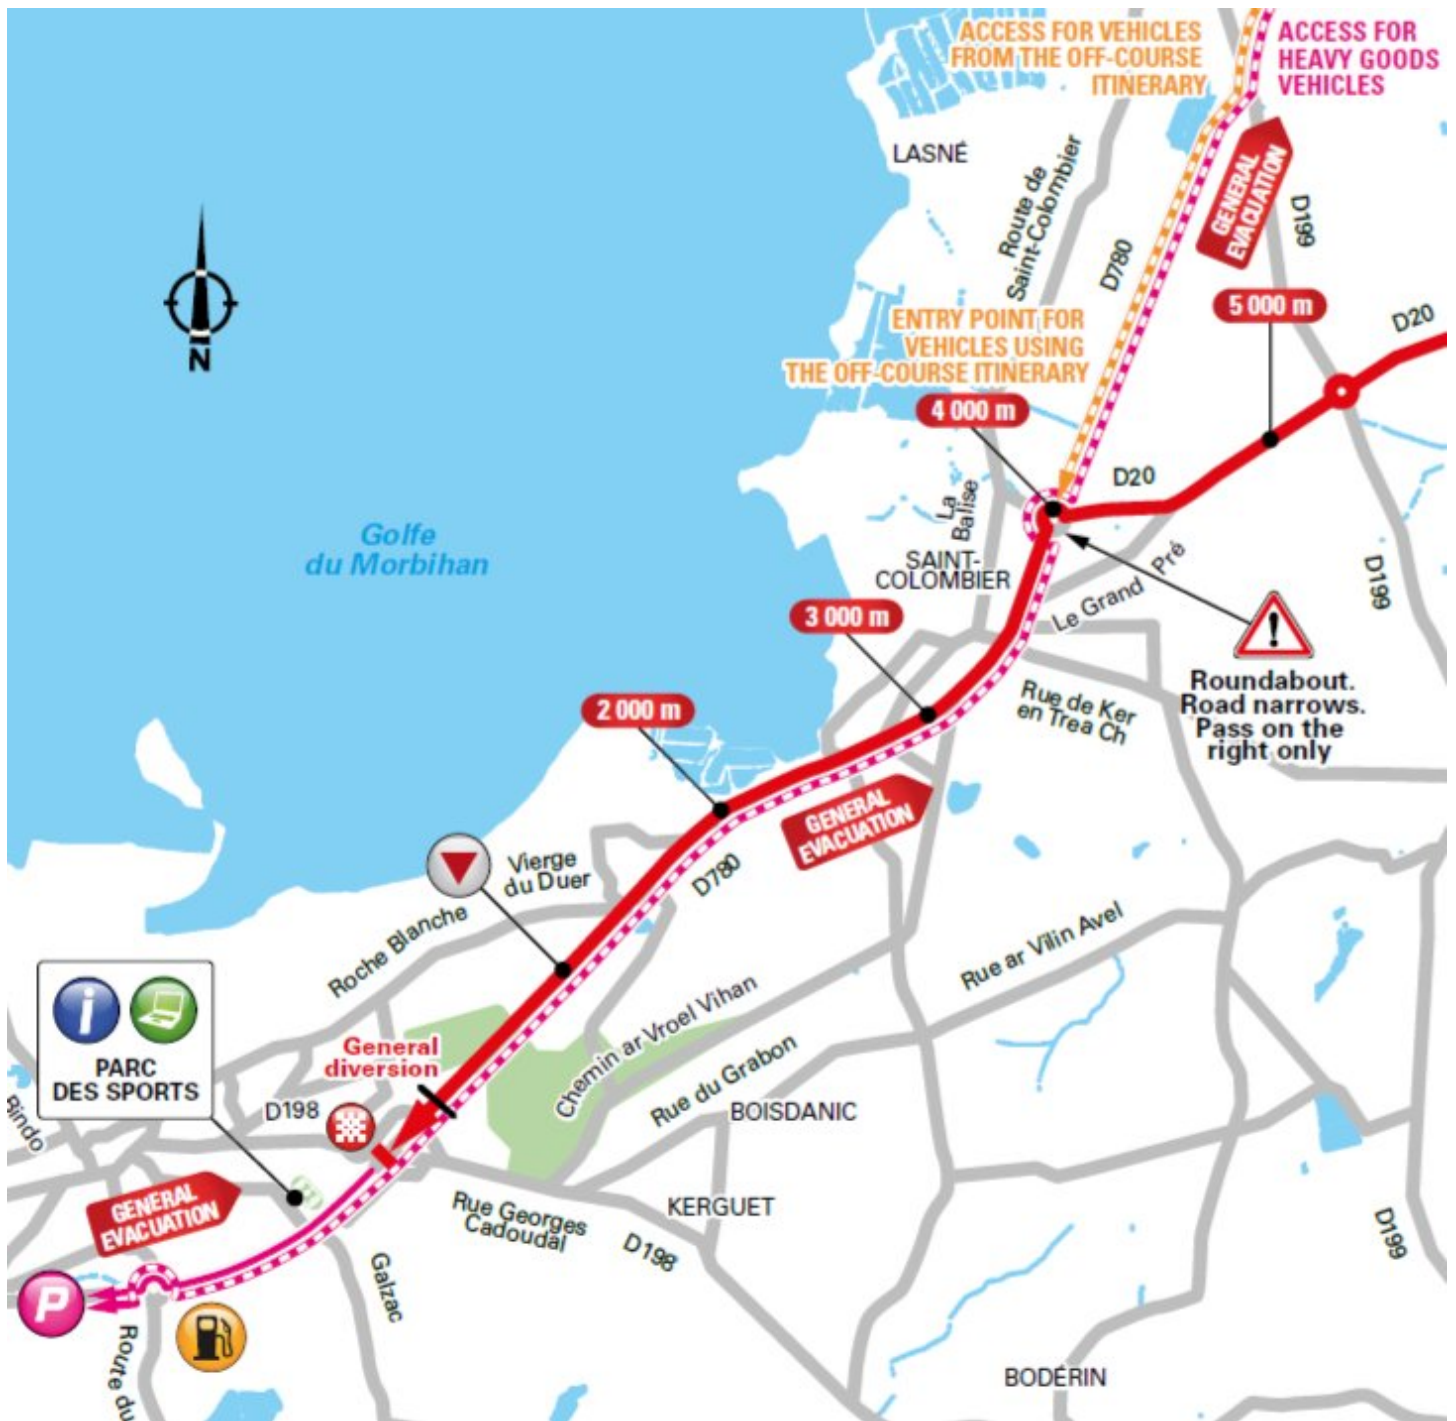 ACCESS FOR VEHICLES
FROM THE OFF-COURSE
ITINERARY
ACCESS FOR
HEAVY GOODS
VEHICLES
LASNÉ
Route de
Saint-Colombier
D780
GENERAL
EVACUATION
D199
5 000 m
D20
ENTRY POINT FOR
VEHICLES USING
THE OFF-COURSE ITINERARY
4 000 m
N
D20
La
Balise
Golfe
du Morbihan
SAINT-
COLOMBIER
Le Grand Pré
D199
3 000 m
Roundabout.
Road narrows.
Pass on the
right only
Rue de Ker
en Trea Ch
2 000 m
GENERAL
EVACUATION
D780
Vierge
du Duer
Roche Blanche
Rue ar Vilin Avel
Chemin ar Vroel Vihan
Rue du Grabon
BOISDANIC
i
PARC
DES SPORTS
General
diversion
D198
Bindo
GENERAL
EVACUATION
KERGUET
Rue Georges
Cadoudal
D198
D199
Galzac
P
Route du
BODÉRIN